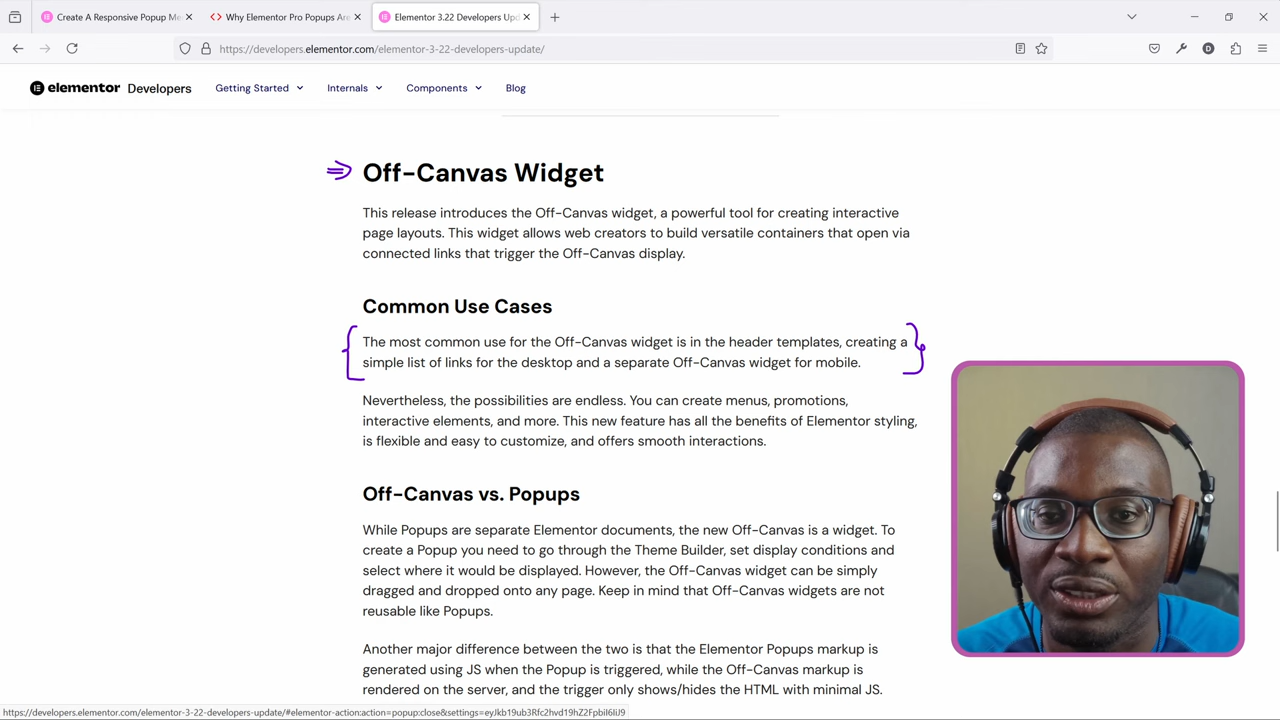 Create A Responsive Popup Me
Why Elementor Pro Popups Are
Elementor 3.22 Developers Upd
https://developers.elementor.com/elementor-3-22-developers-update/
elementor Developers
Getting Started
Internals
Components
Blog
Off-Canvas Widget
This release introduces the Off-Canvas widget, a powerful tool for creating interactive
page layouts. This widget allows web creators to build versatile containers that open via
connected links that trigger the Off-Canvas display.
Common Use Cases
The most common use for the Off-Canvas widget is in the header templates, creating a
simple list of links for the desktop and a separate Off-Canvas widget for mobile.
Nevertheless, the possibilities are endless. You can create menus, promotions,
interactive elements, and more. This new feature has all the benefits of Elementor styling,
is flexible and easy to customize, and offers smooth interactions.
Off-Canvas vs. Popups
While Popups are separate Elementor documents, the new Off-Canvas is a widget. To
create a Popup you need to go through the Theme Builder, set display conditions and
select where it would be displayed. However, the Off-Canvas widget can be simply
dragged and dropped onto any page. Keep in mind that Off-Canvas widgets are not
reusable like Popups.
Another major difference between the two is that the Elementor Popups markup is
generated using JS when the Popup is triggered, while the Off-Canvas markup is
rendered on the server, and the trigger only shows/hides the HTML with minimal JS.